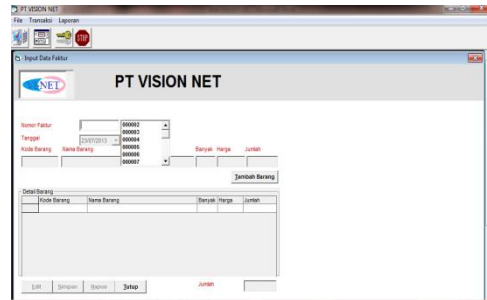 PT VISION NET
File Transaksi Laporan
STOP
Input Data Faktur
NET
PT VISION NET
Nomor Faktur
000002
000003
Tanggal 23/07/2013 000004
000005
Kode Barang Nama Barang Banyak Harga Jumlah
000006
000007
Tambah Barang
Detail Barang
Kode Barang Nama Barang Banyak Harga Jumlah
Edit Simpan Hapus Tutup Jumlah